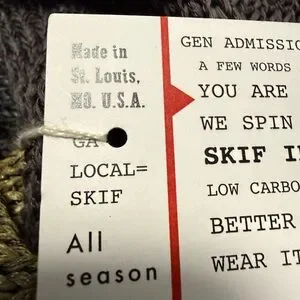 Made in
St. Louis,
MO. U.S.A.
GA
LOCAL=
SKIF
All
season
GEN ADMISSIO
A FEW WORDS
YOU ARE
WE SPIN
SKIF I
LOW CARBO
BETTER
WEAR IT